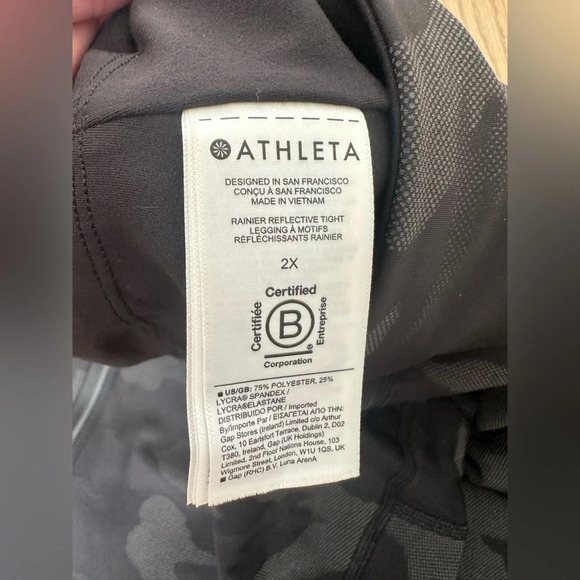 ATHLETA
DESIGNED IN SAN FRANCISCO
CONÇU À SAN FRANCISCO
MADE IN VIETNAM
RAINIER REFLECTIVE TIGHT
LEGGING À MOTIFS
RÉFLÉCHISSANTS RAINIER
2X
Certified
Certifiée
B
Entreprise
®
Corporation
■ US/GB: 75% POLYESTER, 25%
LYCRA® SPANDEX /
LYCRA®ELASTANE
DISTRIBUIDO POR / Imported
By/Importe Par / ΕΙΣΑΓΕΤΑΙ ΑΠΟ ΤΗΝ:
Gap Stores (Ireland) Limited c/o Arthur
Cox, 10 Earlsfort Terrace, Dublin 2, D02
T380, Ireland, Gap (UK Holdings)
Limited, 2nd Floor Nations House, 103
Wigmore Street, London, W1U 1QS, UK
■ Gap (RHC) B.V. Luna ArenA